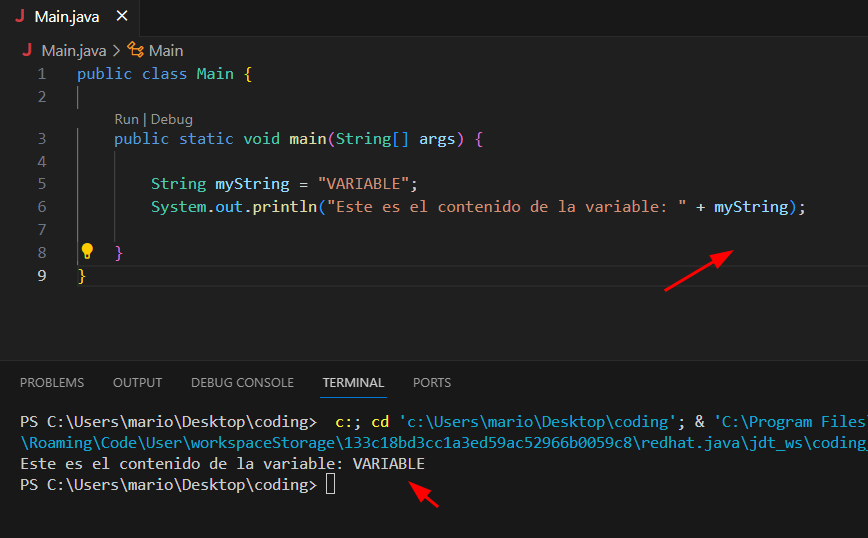 J Main.java ×
J Main.java > Main
1 public class Main {
2
Run | Debug
3 public static void main(String[] args) {
4
5 String myString = "VARIABLE";
6 System.out.println("Este es el contenido de la variable: " + myString);
7
8 }
9 }
PROBLEMS OUTPUT DEBUG CONSOLE TERMINAL PORTS
PS C:\Users\mario\Desktop\coding> c:; cd 'c:\Users\mario\Desktop\coding'; & 'C:\Program Files
\Roaming\Code\User\workspaceStorage\133c18bd3cc1a3ed59ac52966b0059c8\redhat.java\jdt_ws\coding_
Este es el contenido de la variable: VARIABLE
PS C:\Users\mario\Desktop\coding>